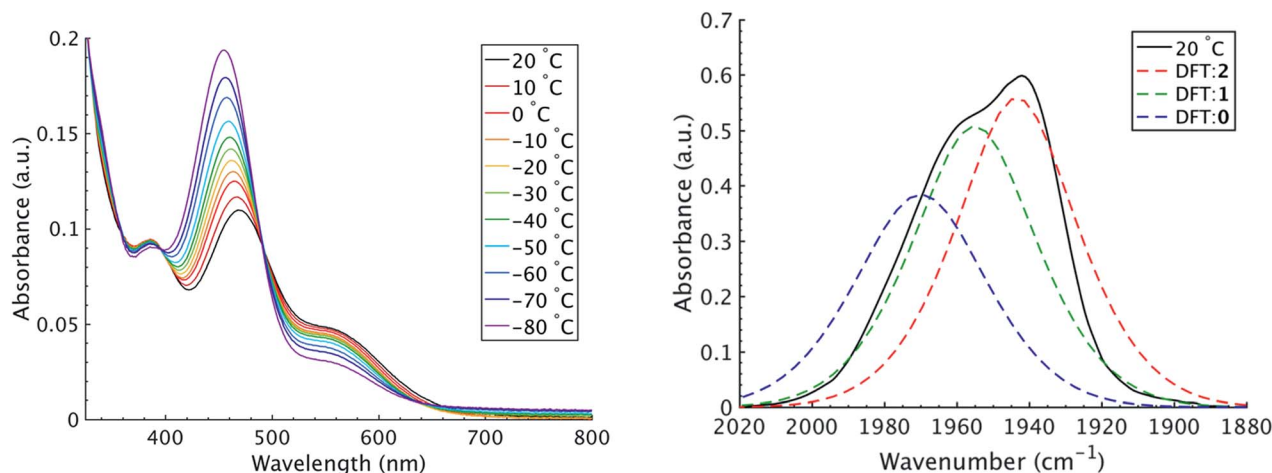 Absorbance (a.u.)
0.2
0.15
0.1
0.05
0
400
500
600
700
800
Wavelength (nm)
20 °C
10 °C
0 °C
−10 °C
−20 °C
−30 °C
−40 °C
−50 °C
−60 °C
−70 °C
−80 °C
Absorbance (a.u.)
0.7
0.6
0.5
0.4
0.3
0.2
0.1
0
2020
2000
1980
1960
1940
1920
1900
1880
Wavenumber (cm⁻¹)
20 °C
DFT:2
DFT:1
DFT:0